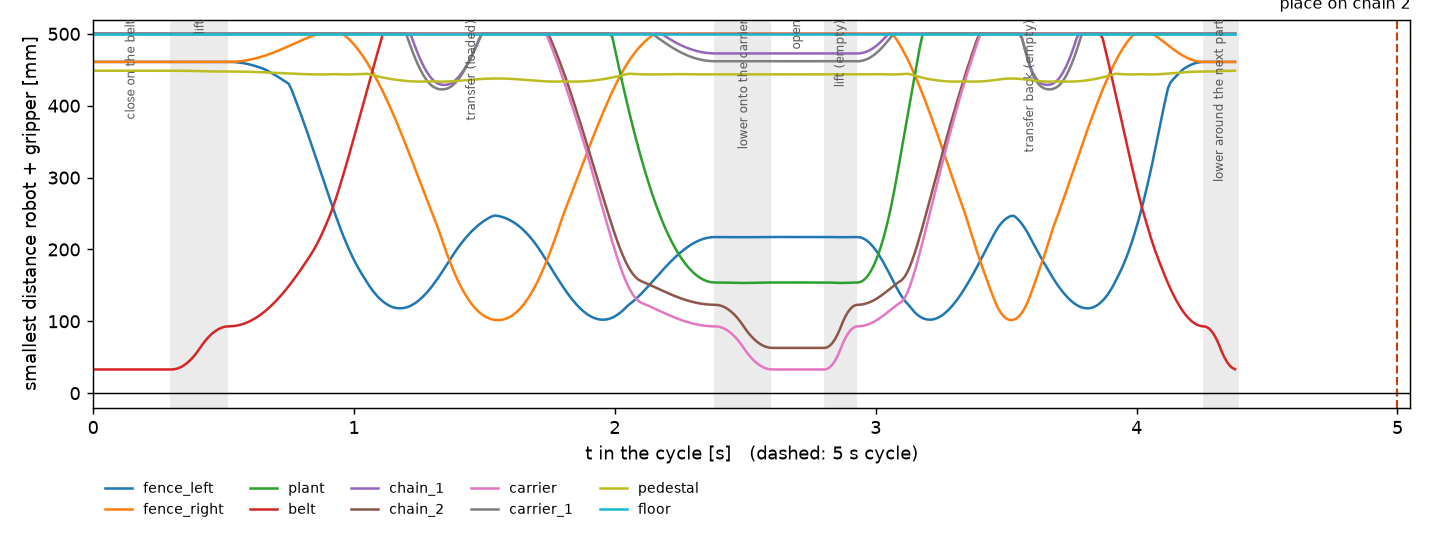 place on chain 2
smallest distance robot + gripper [mm]
500
400
300
200
100
0
close on the belt
lift
transfer (loaded)
lower onto the carrier
open
lift (empty)
transfer back (empty)
lower around the next part
0 1 2 3 4 5
t in the cycle [s] (dashed: 5 s cycle)
fence_left plant chain_1 carrier pedestal
fence_right belt chain_2 carrier_1 floor